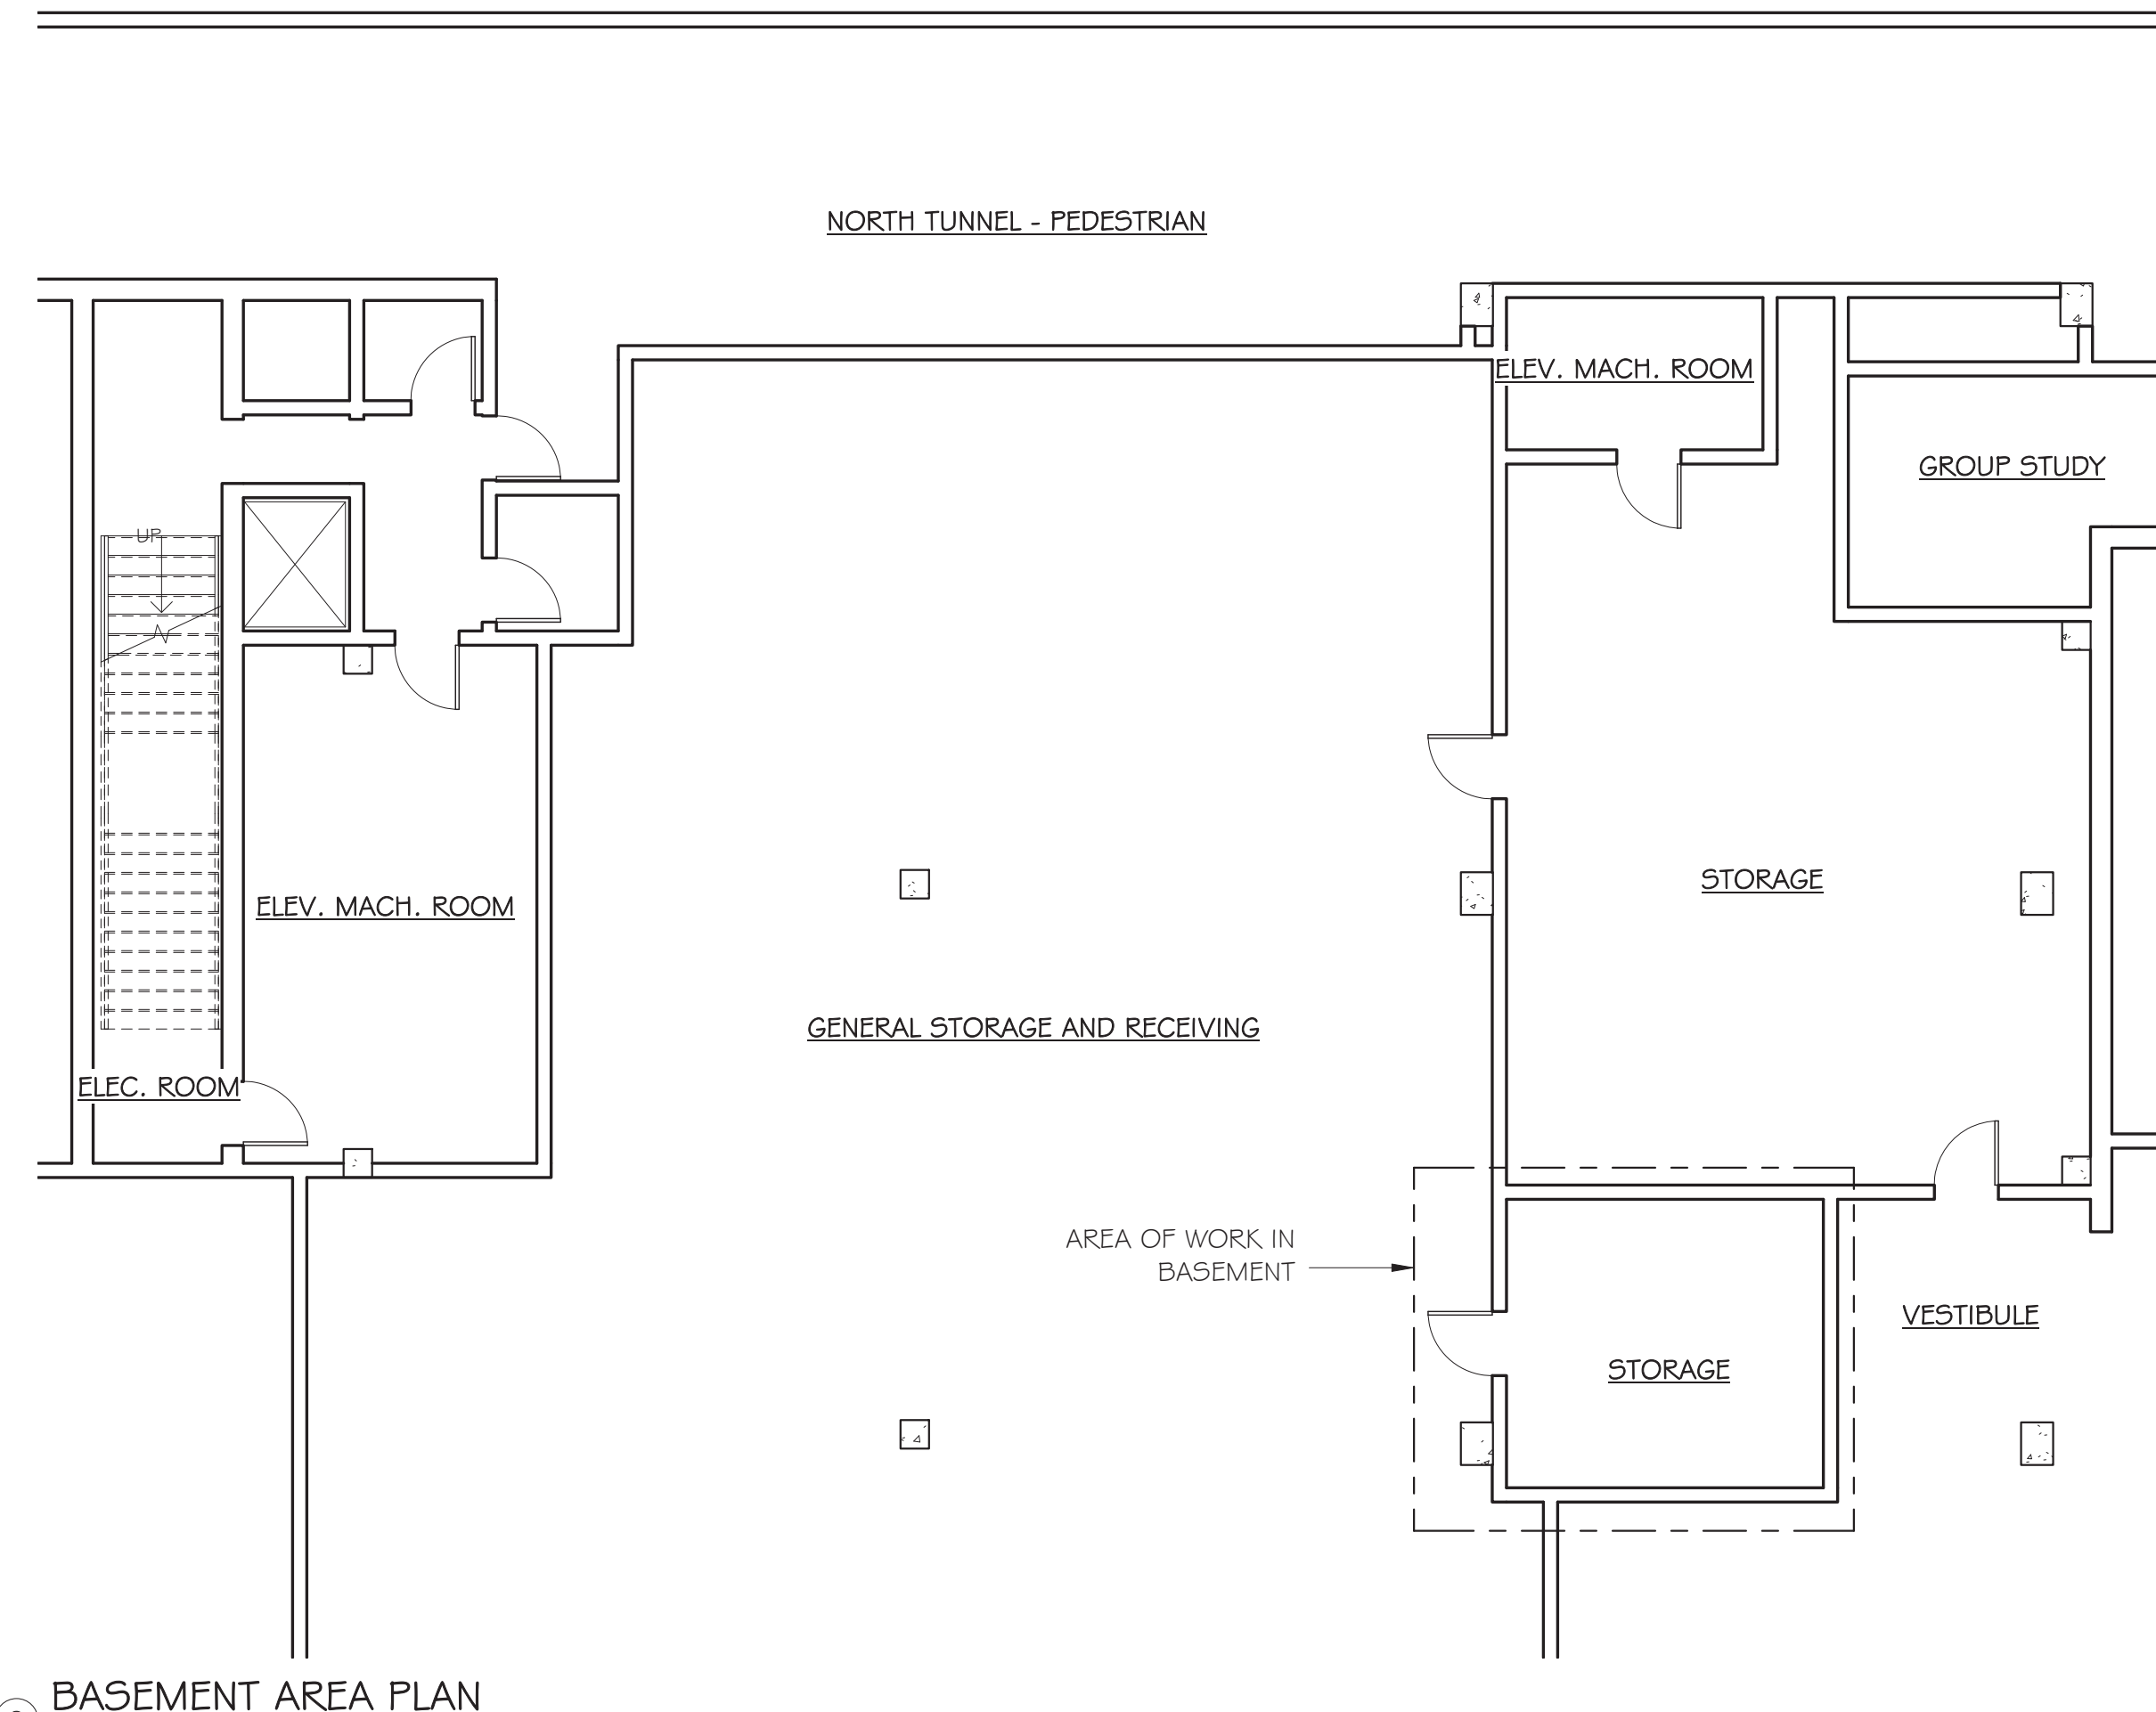 NORTH TUNNEL - PEDESTRIAN
ELEV. MACH. ROOM
GROUP STUDY
UP
STORAGE
ELEV. MACH. ROOM
GENERAL STORAGE AND RECEIVING
ELEC. ROOM
AREA OF WORK IN
BASEMENT
VESTIBULE
STORAGE
BASEMENT AREA PLAN